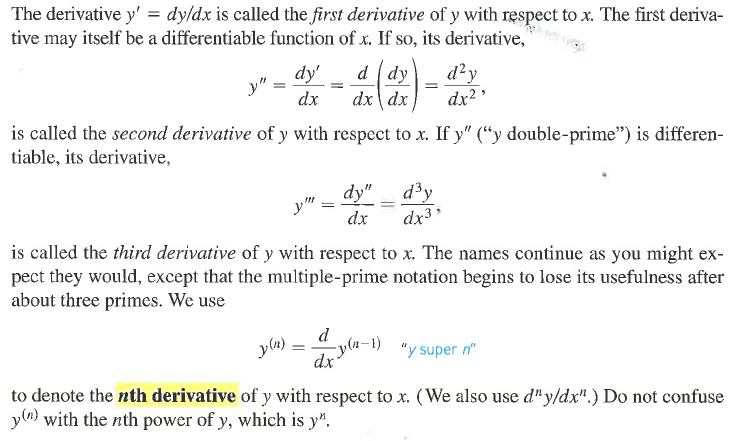 The derivative y′ = dy/dx is called the first derivative of y with respect to x. The first deriva-
tive may itself be a differentiable function of x. If so, its derivative,
y″ = dy′/dx = d/dx (dy/dx) = d²y/dx²,
is called the second derivative of y with respect to x. If y″ (“y double-prime”) is differen-
tiable, its derivative,
y‴ = dy″/dx = d³y/dx³,
is called the third derivative of y with respect to x. The names continue as you might ex-
pect they would, except that the multiple-prime notation begins to lose its usefulness after
about three primes. We use
y⁽ⁿ⁾ = d/dx y⁽ⁿ⁻¹⁾ “y super n”
to denote the nth derivative of y with respect to x. (We also use dⁿy/dxⁿ.) Do not confuse
y⁽ⁿ⁾ with the nth power of y, which is yⁿ.